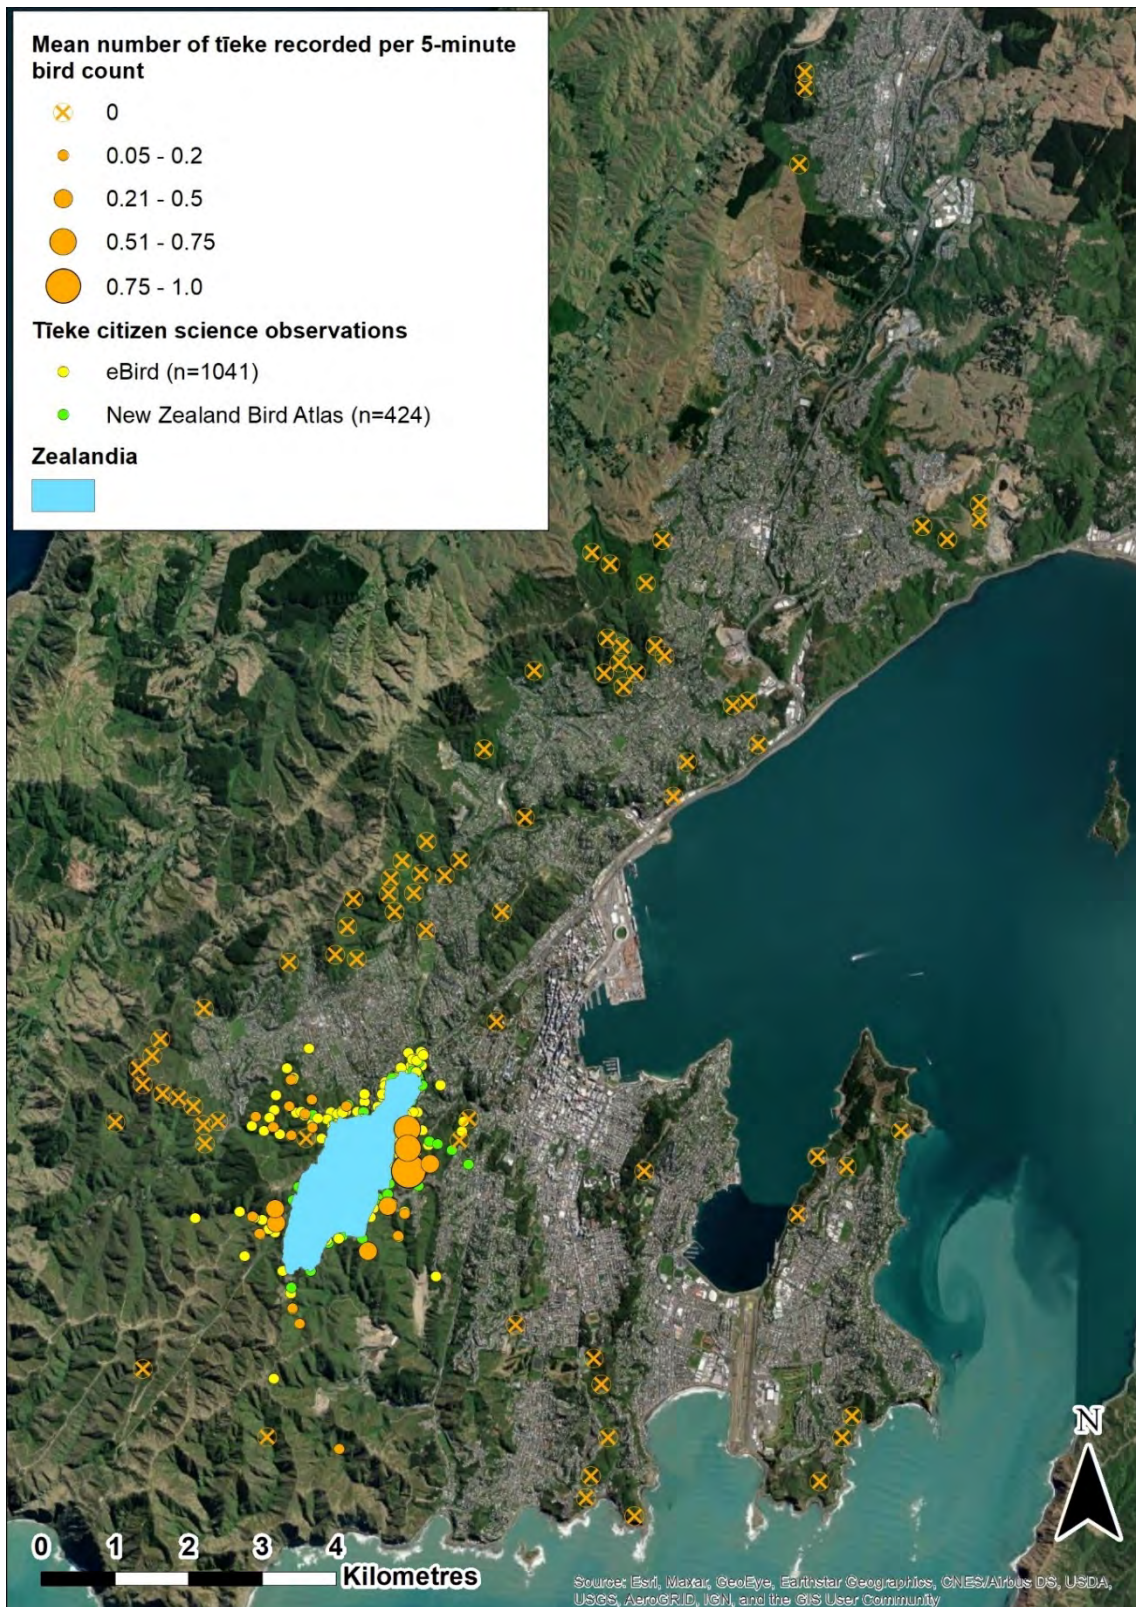 Mean number of tīeke recorded per 5-minute
bird count
0
0.05 - 0.2
0.21 - 0.5
0.51 - 0.75
0.75 - 1.0
Tīeke citizen science observations
eBird (n=1041)
New Zealand Bird Atlas (n=424)
Zealandia
N
0 1 2 3 4
Kilometres
Source: Esri, Maxar, GeoEye, Earthstar Geographics, CNES/Airbus DS, USDA,
USGS, AeroGRID, IGN, and the GIS User Community